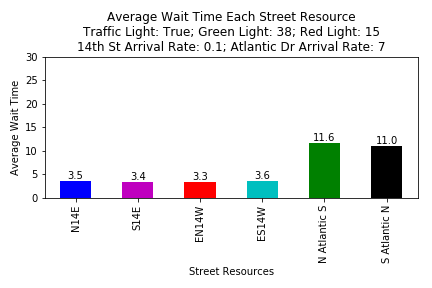 Average Wait Time Each Street Resource
Traffic Light: True; Green Light: 38; Red Light: 15
14th St Arrival Rate: 0.1; Atlantic Dr Arrival Rate: 7
Average Wait Time
30
25
20
15
10
5
0
3.5
3.4
3.3
3.6
11.6
11.0
N14E
S14E
EN14W
ES14W
N Atlantic S
S Atlantic N
Street Resources